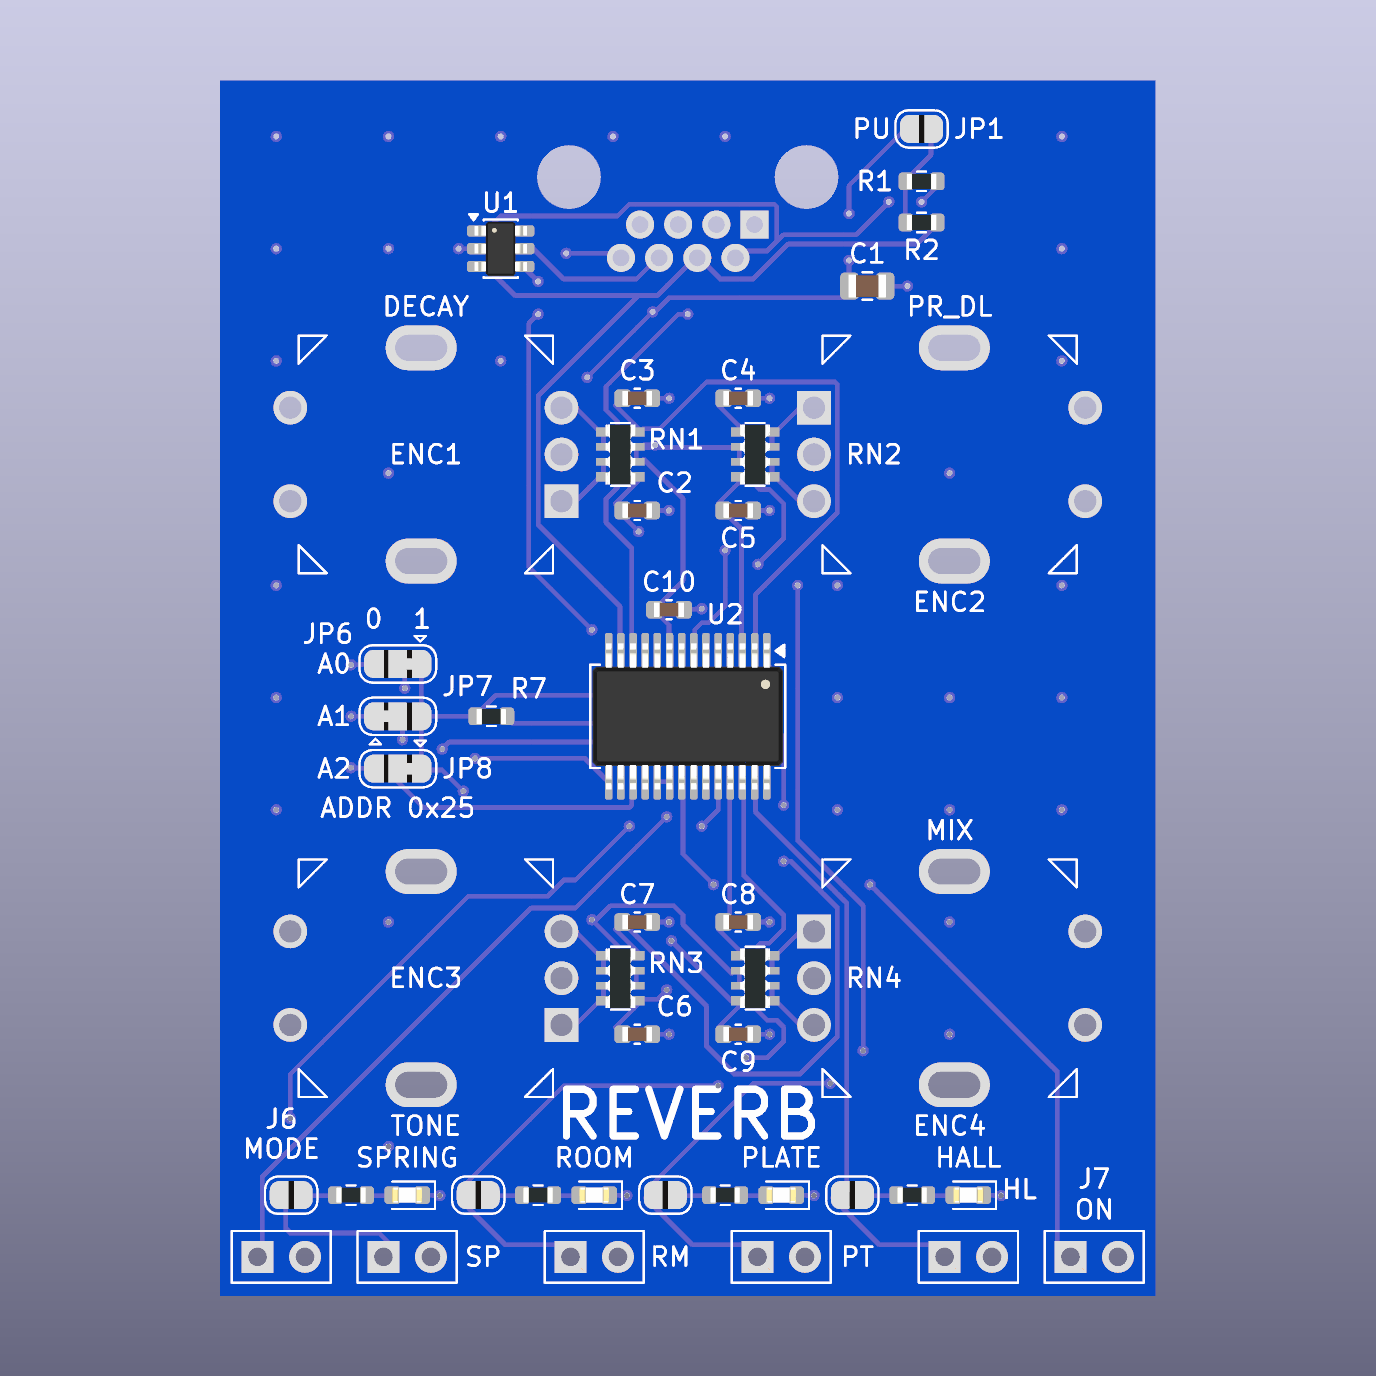 PU JP1
R1
U1
R2
C1
DECAY PR_DL
C3 C4
ENC1 RN1 RN2
C2
C5
C10
ENC2
0 1 U2
JP6
A0
JP7 R7
A1
A2 JP8
ADDR 0x25
MIX
C7 C8
ENC3 RN3 RN4
C6
C9
REVERB
J6 TONE ENC4
MODE SPRING ROOM PLATE HALL
J7
HL
ON
SP RM PT